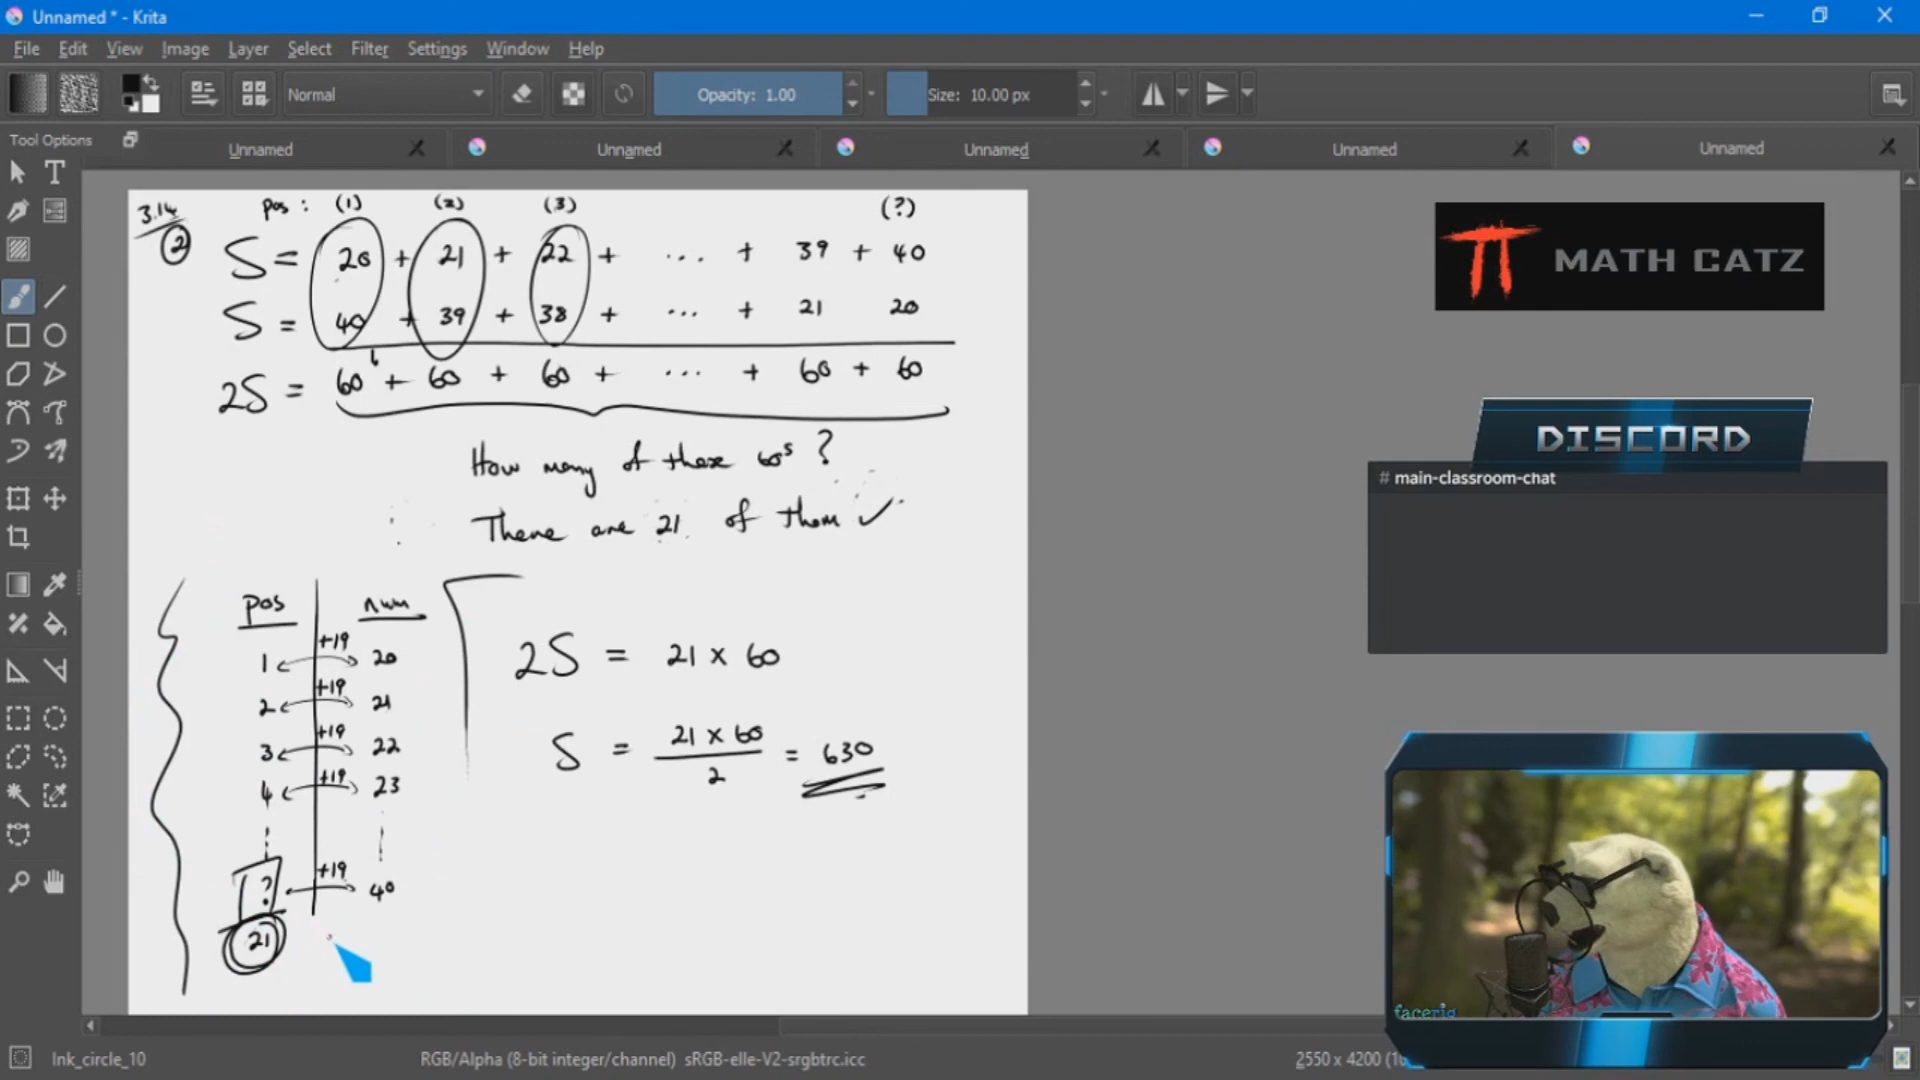 Unnamed * - Krita
File Edit View Image Layer Select Filter Settings Window Help
Normal Opacity: 1.00 Size: 10.00 px
Tool Options Unnamed Unnamed Unnamed Unnamed Unnamed
3.14 pos : (1) (2) (3) (?)
2
S = 20 + 21 + 22 + ... + 39 + 40
S = 40 + 39 + 38 + ... + 21 20
2S = 60 + 60 + 60 + ... + 60 + 60
How many of these 60s ?
There are 21 of them ✓
pos num
1 +19 20
2 +19 21
3 +19 22
4 +19 23
? +19 40
21
2S = 21 x 60
S = 21 x 60 / 2 = 630
MATH CATZ
DISCORD
# main-classroom-chat
facerig
Ink_circle_10 RGB/Alpha (8-bit integer/channel) sRGB-elle-V2-srgbtrc.icc 2550 x 4200 (1